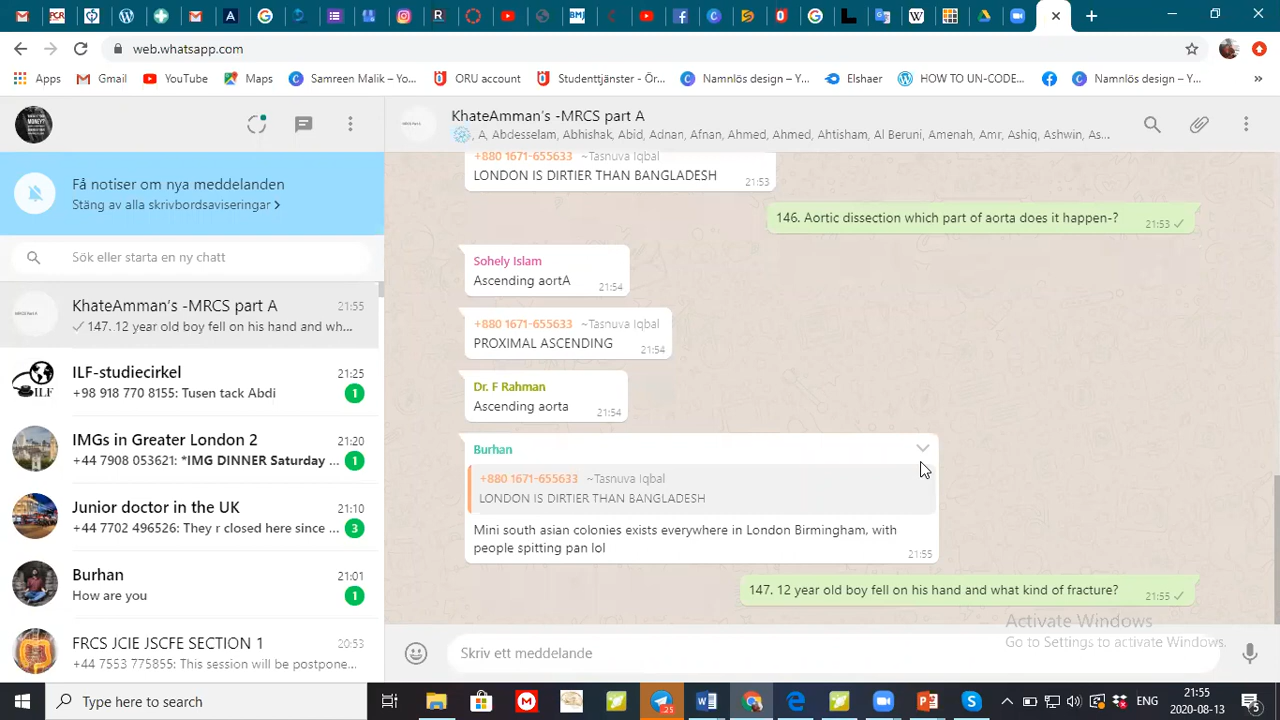 web.whatsapp.com
Apps
Gmail
YouTube
Maps
Samreen Malik – Yo...
ORU account
Studenttjänster - Ör...
Namnlös design – Y...
Elshaer
HOW TO UN-CODE...
Namnlös design – Y...
»
Få notiser om nya meddelanden
Stäng av alla skrivbordsaviseringar >
Sök eller starta en ny chatt
KhateAmman's -MRCS part A
21:55
147. 12 year old boy fell on his hand and wh...
ILF-studiecirkel
21:25
+98 918 770 8155: Tusen tack Abdi
1
IMGs in Greater London 2
21:20
+44 7908 053621: *IMG DINNER Saturday ...
1
Junior doctor in the UK
21:10
+44 7702 496526: They r closed here since ...
3
Burhan
21:01
How are you
1
FRCS JCIE JSCFE SECTION 1
20:53
+44 7553 775855: This session will be postpone...
KhateAmman's -MRCS part A
, A, Abdesselam, Abhishak, Abid, Adnan, Afnan, Ahmed, Ahmed, Ahtisham, Al Beruni, Amenah, Amr, Ashiq, Ashwin, As...
+880 1671-655633 ~Tasnuva Iqbal
LONDON IS DIRTIER THAN BANGLADESH
21:53
146. Aortic dissection which part of aorta does it happen-?
21:53
Sohely Islam
Ascending aortA
21:54
+880 1671-655633 ~Tasnuva Iqbal
PROXIMAL ASCENDING
21:54
Dr. F Rahman
Ascending aorta
21:54
Burhan
+880 1671-655633 ~Tasnuva Iqbal
LONDON IS DIRTIER THAN BANGLADESH
Mini south asian colonies exists everywhere in London Birmingham, with
people spitting pan lol
21:55
147. 12 year old boy fell on his hand and what kind of fracture?
21:55
Activate Windows
Go to Settings to activate Windows.
Skriv ett meddelande
Type here to search
25
ENG
21:55
2020-08-13
5